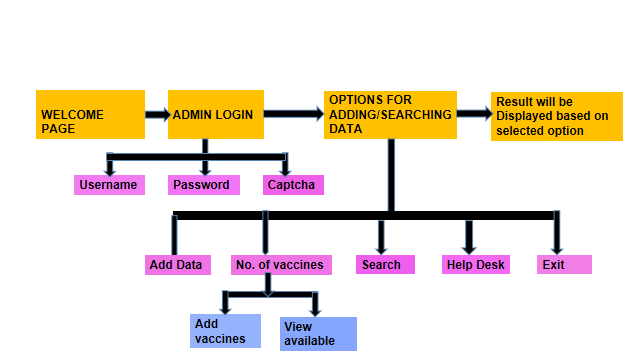 WELCOME
PAGE
ADMIN LOGIN
OPTIONS FOR
ADDING/SEARCHING
DATA
Result will be
Displayed based on
selected option
Username
Password
Captcha
Add Data
No. of vaccines
Search
Help Desk
Exit
Add
vaccines
View
available